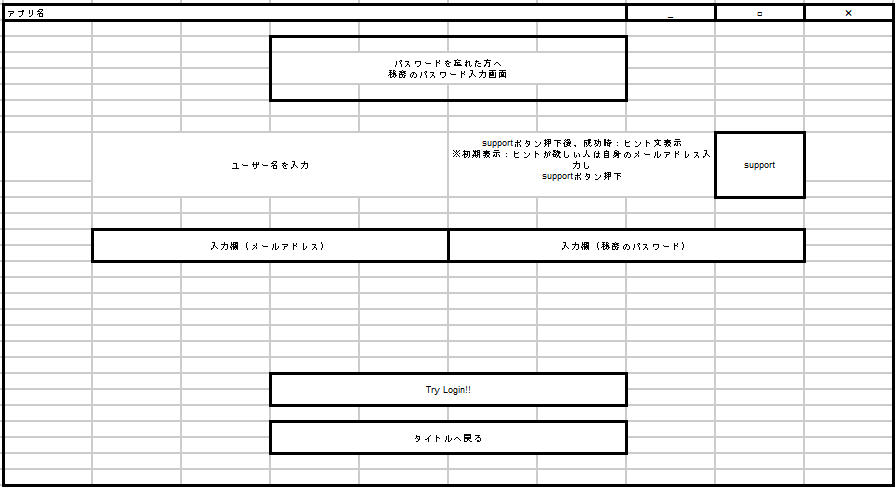 アプリ名
_
□
×
パスワードを忘れた方へ
秘密のパスワード入力画面
ユーザー名を入力
supportボタン押下後、成功時：ヒント文表示
※初期表示：ヒントが欲しい人は自身のメールアドレス入
力し
supportボタン押下
support
入力欄（メールアドレス）
入力欄（秘密のパスワード）
Try Login!!
タイトルへ戻る